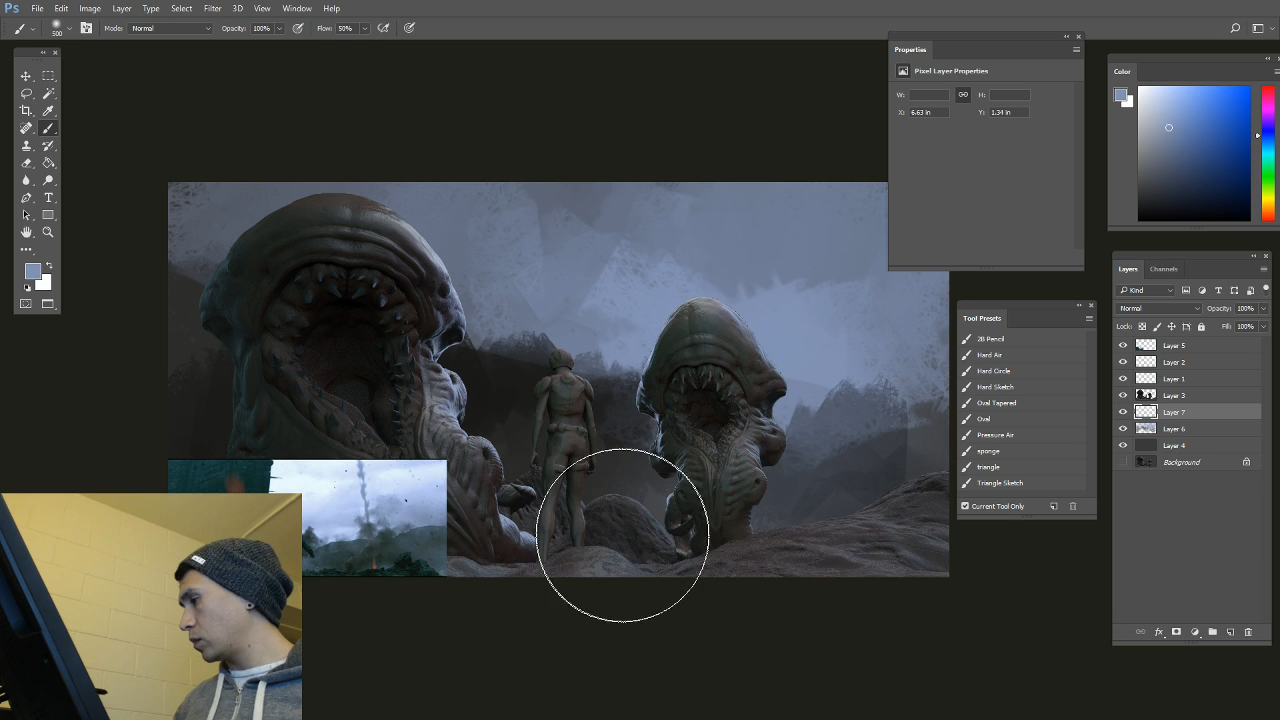 Ps File Edit Image Layer Type Select Filter 3D View Window Help
500 Mode: Normal Opacity: 100% Flow: 50%
Properties
Pixel Layer Properties
W: H:
X: 6.63 in Y: 1.34 in
Color
Tool Presets
2B Pencil
Hard Air
Hard Circle
Hard Sketch
Oval Tapered
Oval
Pressure Air
sponge
triangle
Triangle Sketch
Current Tool Only
Layers Channels
Kind
Normal Opacity: 100%
Lock: Fill: 100%
Layer 5
Layer 2
Layer 1
Layer 3
Layer 7
Layer 6
Layer 4
Background
fx